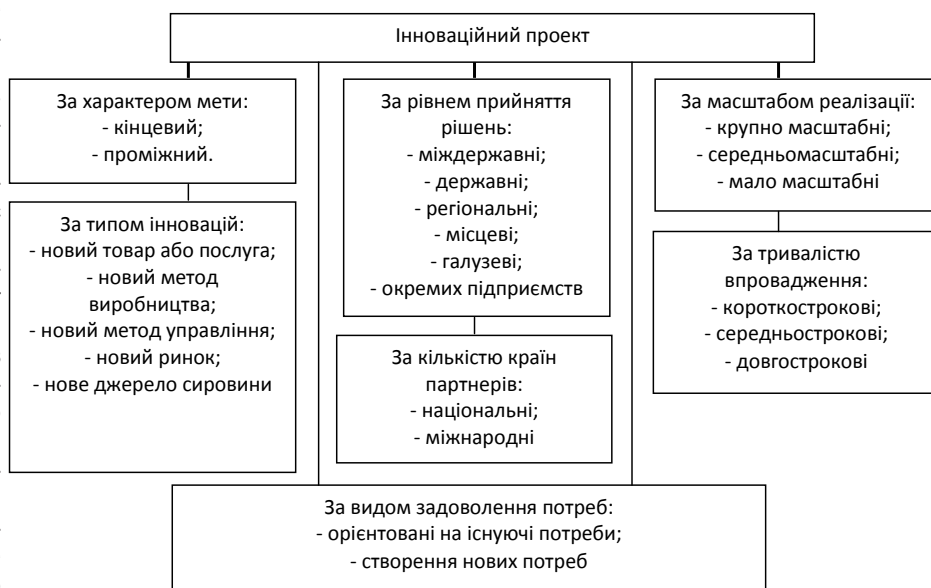 Інноваційний проект
За характером мети:
- кінцевий;
- проміжний.
За рівнем прийняття
рішень:
- міждержавні;
- державні;
- регіональні;
- місцеві;
- галузеві;
- окремих підприємств
За масштабом реалізації:
- крупно масштабні;
- середньомасштабні;
- мало масштабні
За типом інновацій:
- новий товар або послуга;
- новий метод
виробництва;
- новий метод управління;
- новий ринок;
- нове джерело сировини
За кількістю країн
партнерів:
- національні;
- міжнародні
За тривалістю
впровадження:
- короткострокові;
- середньострокові;
- довгострокові
За видом задоволення потреб:
- орієнтовані на існуючі потреби;
- створення нових потреб